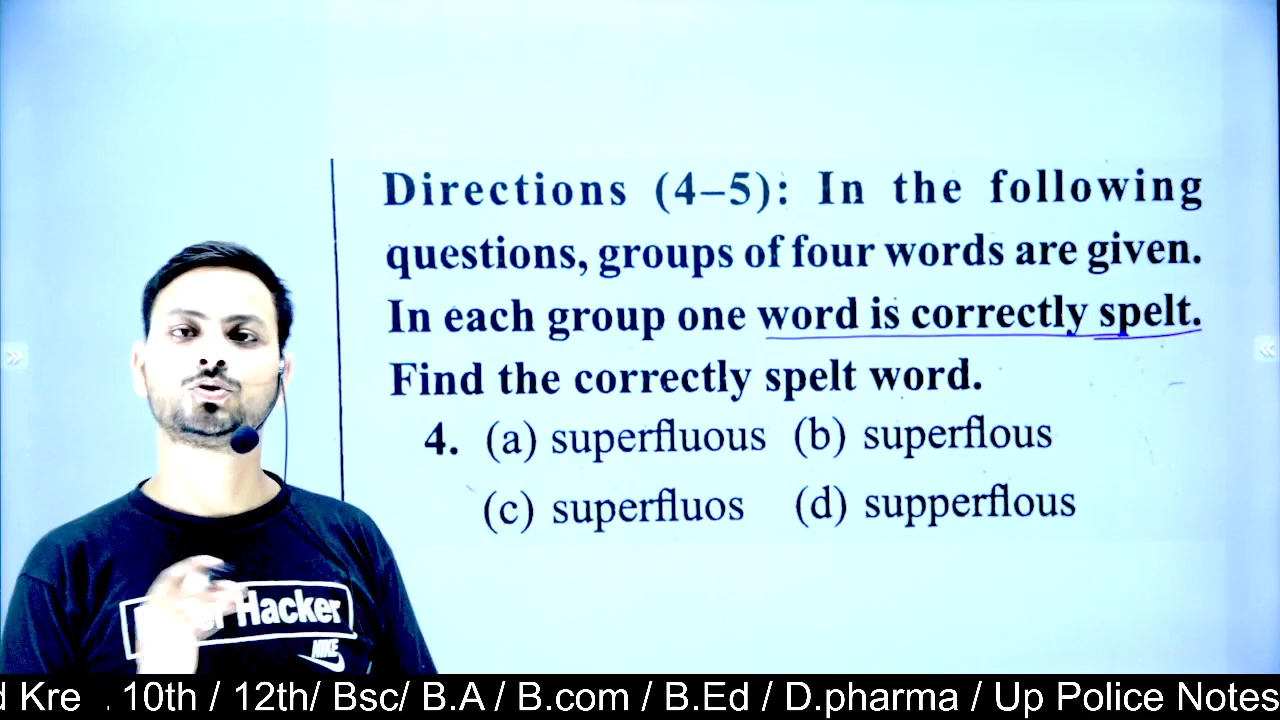 Directions (4–5): In the following
questions, groups of four words are given.
In each group one word is correctly spelt.
Find the correctly spelt word.
4. (a) superfluous (b) superflous
(c) superfluos (d) supperflous
Hacker
NIKE
d Kre . 10th / 12th/ Bsc/ B.A / B.com / B.Ed / D.pharma / Up Police Notes